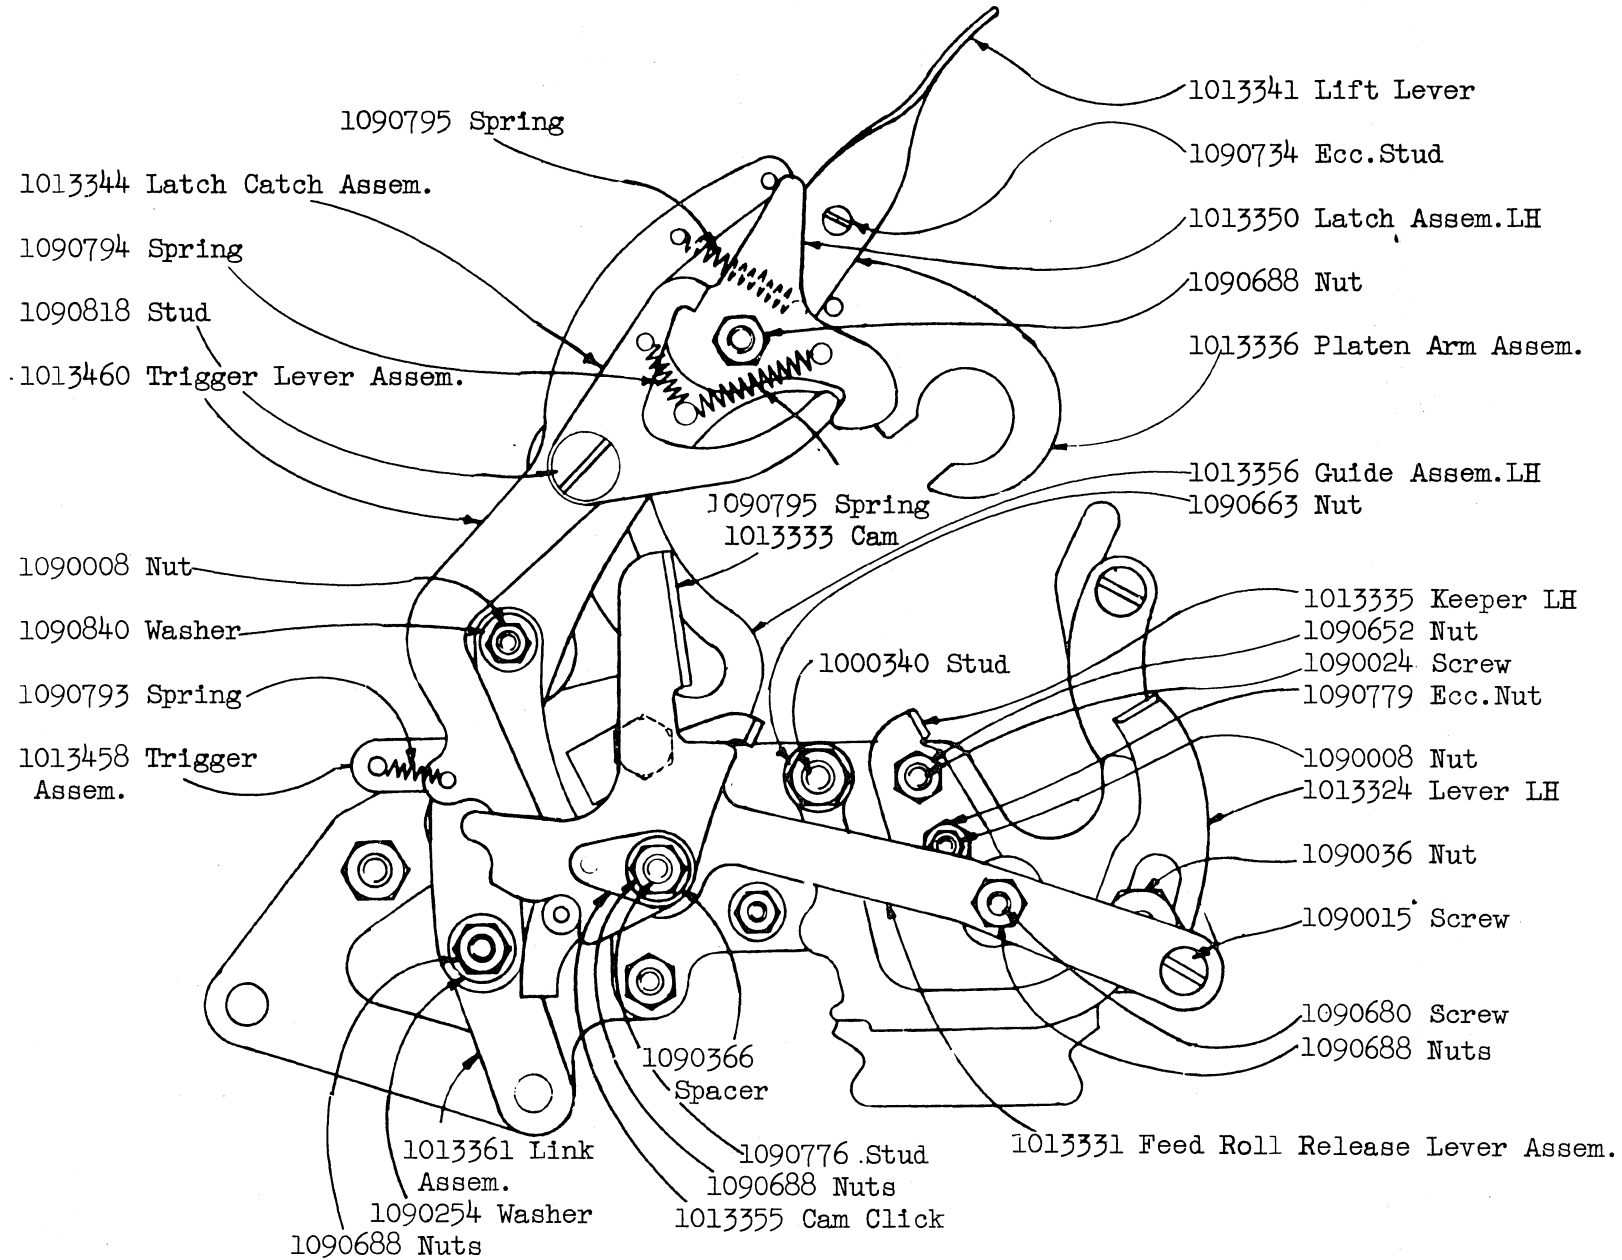 1013341 Lift Lever
1090795 Spring
1090734 Ecc.Stud
1013344 Latch Catch Assem.
1013350 Latch Assem.LH
1090794 Spring
1090688 Nut
1090818 Stud
1013336 Platen Arm Assem.
1013460 Trigger Lever Assem.
1013356 Guide Assem.LH
1090663 Nut
1090795 Spring
1013333 Cam
1090008 Nut
1013335 Keeper LH
1090840 Washer
1090652 Nut
1000340 Stud
1090024 Screw
1090793 Spring
1090779 Ecc.Nut
1013458 Trigger
Assem.
1090008 Nut
1013324 Lever LH
1090036 Nut
1090015 Screw
1090680 Screw
1090688 Nuts
1090366
Spacer
1013331 Feed Roll Release Lever Assem.
1013361 Link
Assem.
1090776 Stud
1090688 Nuts
1013355 Cam Click
1090254 Washer
1090688 Nuts